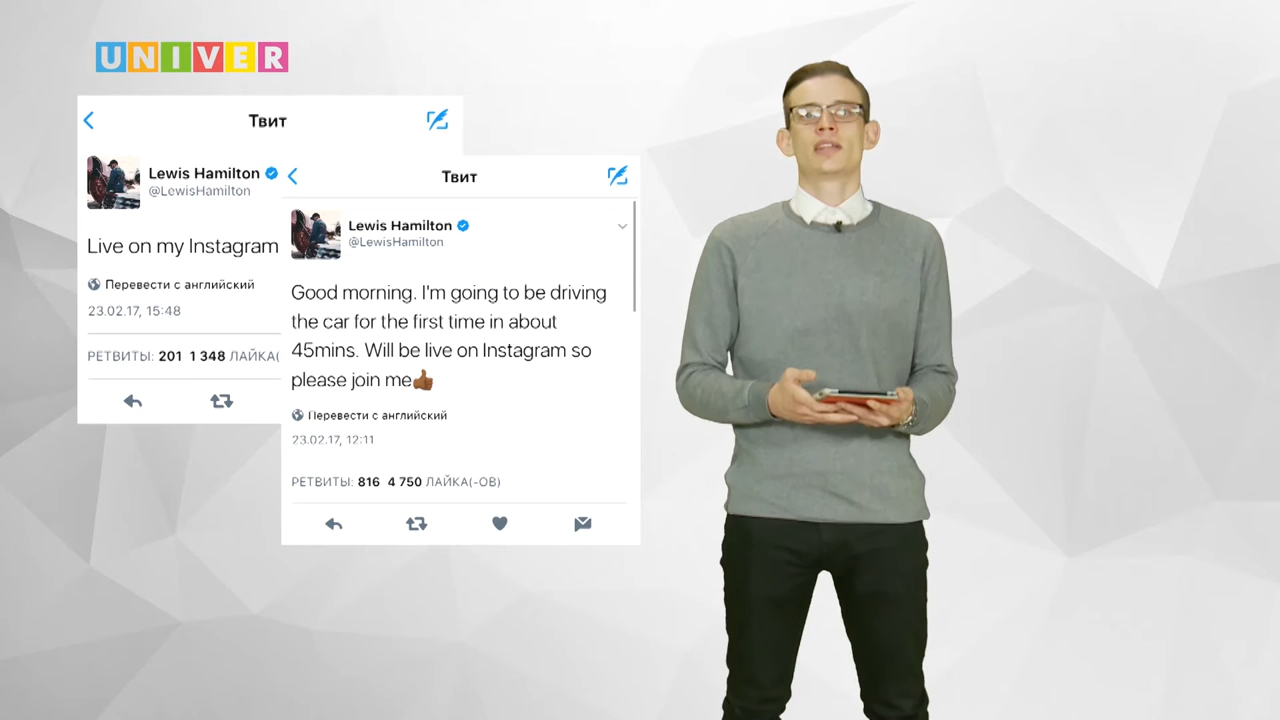 UNIVER
Твит
Lewis Hamilton
@LewisHamilton
Live on my Instagram
Перевести с английский
23.02.17, 15:48
РЕТВИТЫ: 201 1 348 ЛАЙКА(
Твит
Lewis Hamilton
@LewisHamilton
Good morning. I'm going to be driving
the car for the first time in about
45mins. Will be live on Instagram so
please join me👍🏾
Перевести с английский
23.02.17, 12:11
РЕТВИТЫ: 816 4 750 ЛАЙКА(-ОВ)